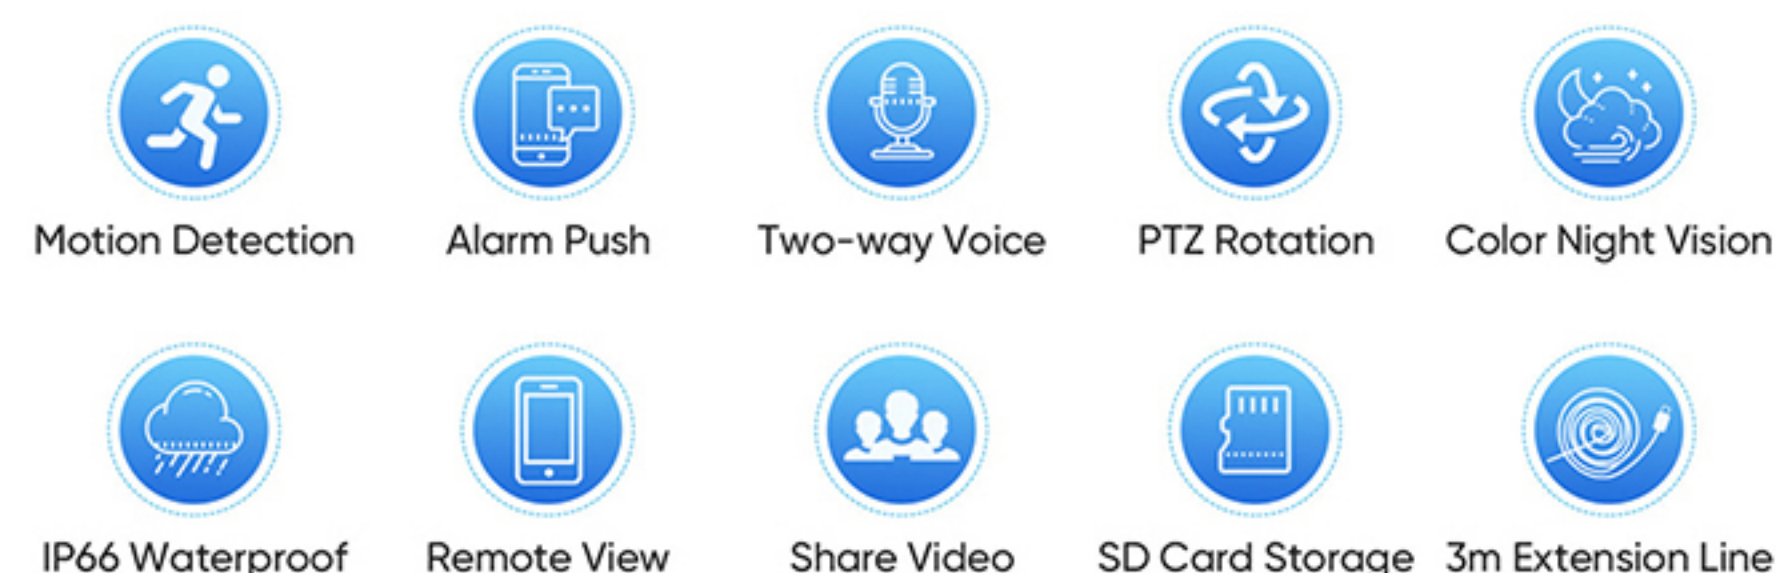 Motion Detection
Alarm Push
Two-way Voice
PTZ Rotation
Color Night Vision
IP66 Waterproof
Remote View
Share Video
SD Card Storage
3m Extension Line